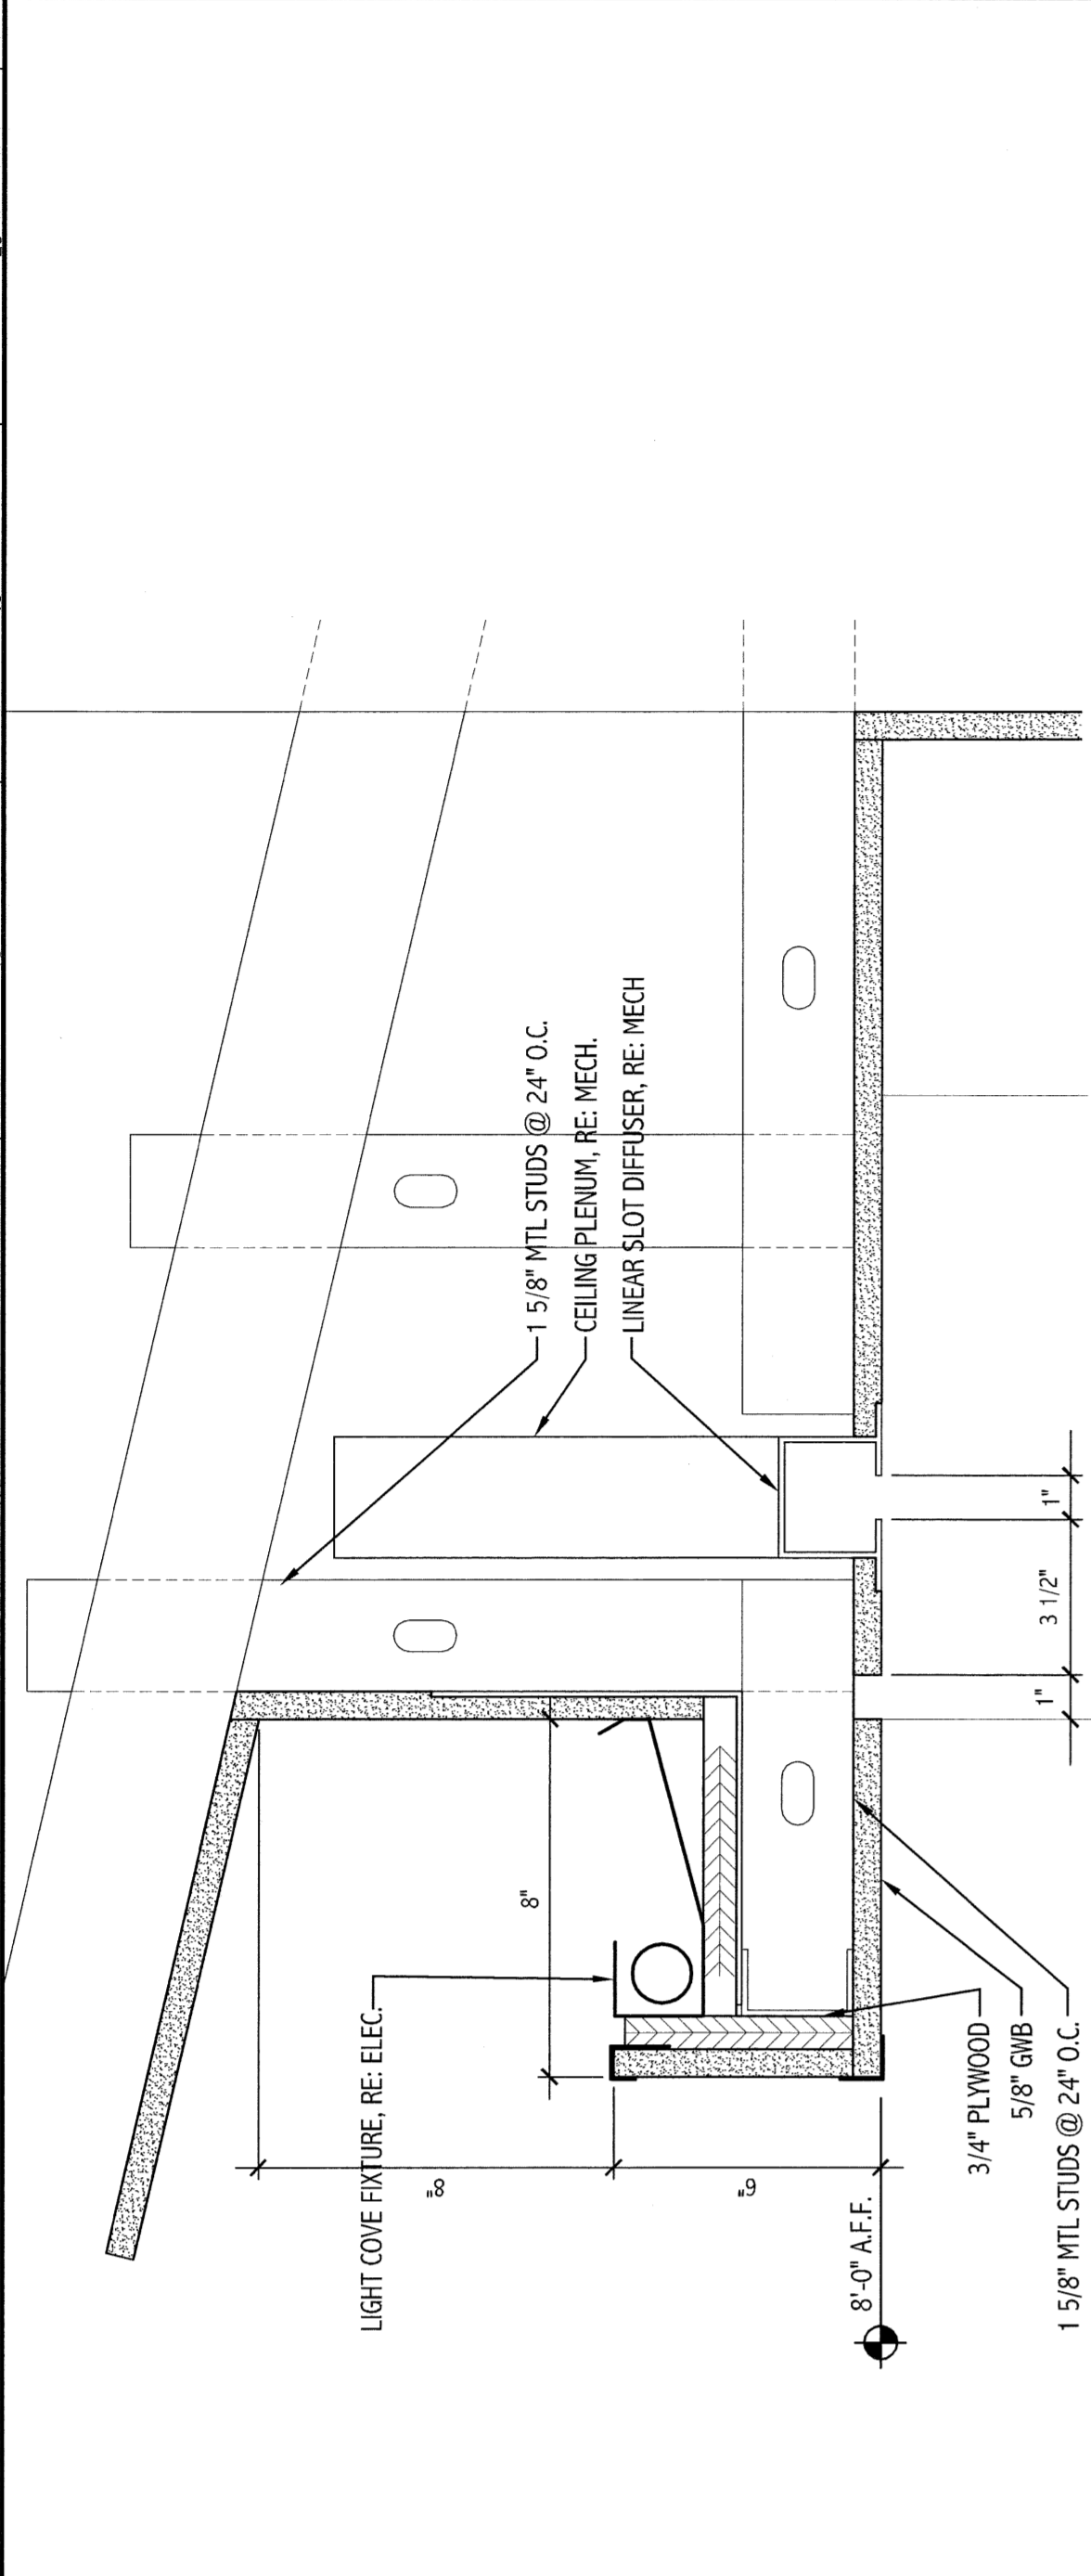 LIGHT COVE FIXTURE, RE: ELEC.
8"
8"
6"
8'-0" A.F.F.
3/4" PLYWOOD
5/8" GWB
1 5/8" MTL STUDS @ 24" O.C.
1 5/8" MTL STUDS @ 24" O.C.
CEILING PLENUM, RE: MECH.
LINEAR SLOT DIFFUSER, RE: MECH
1"
3 1/2"
1"